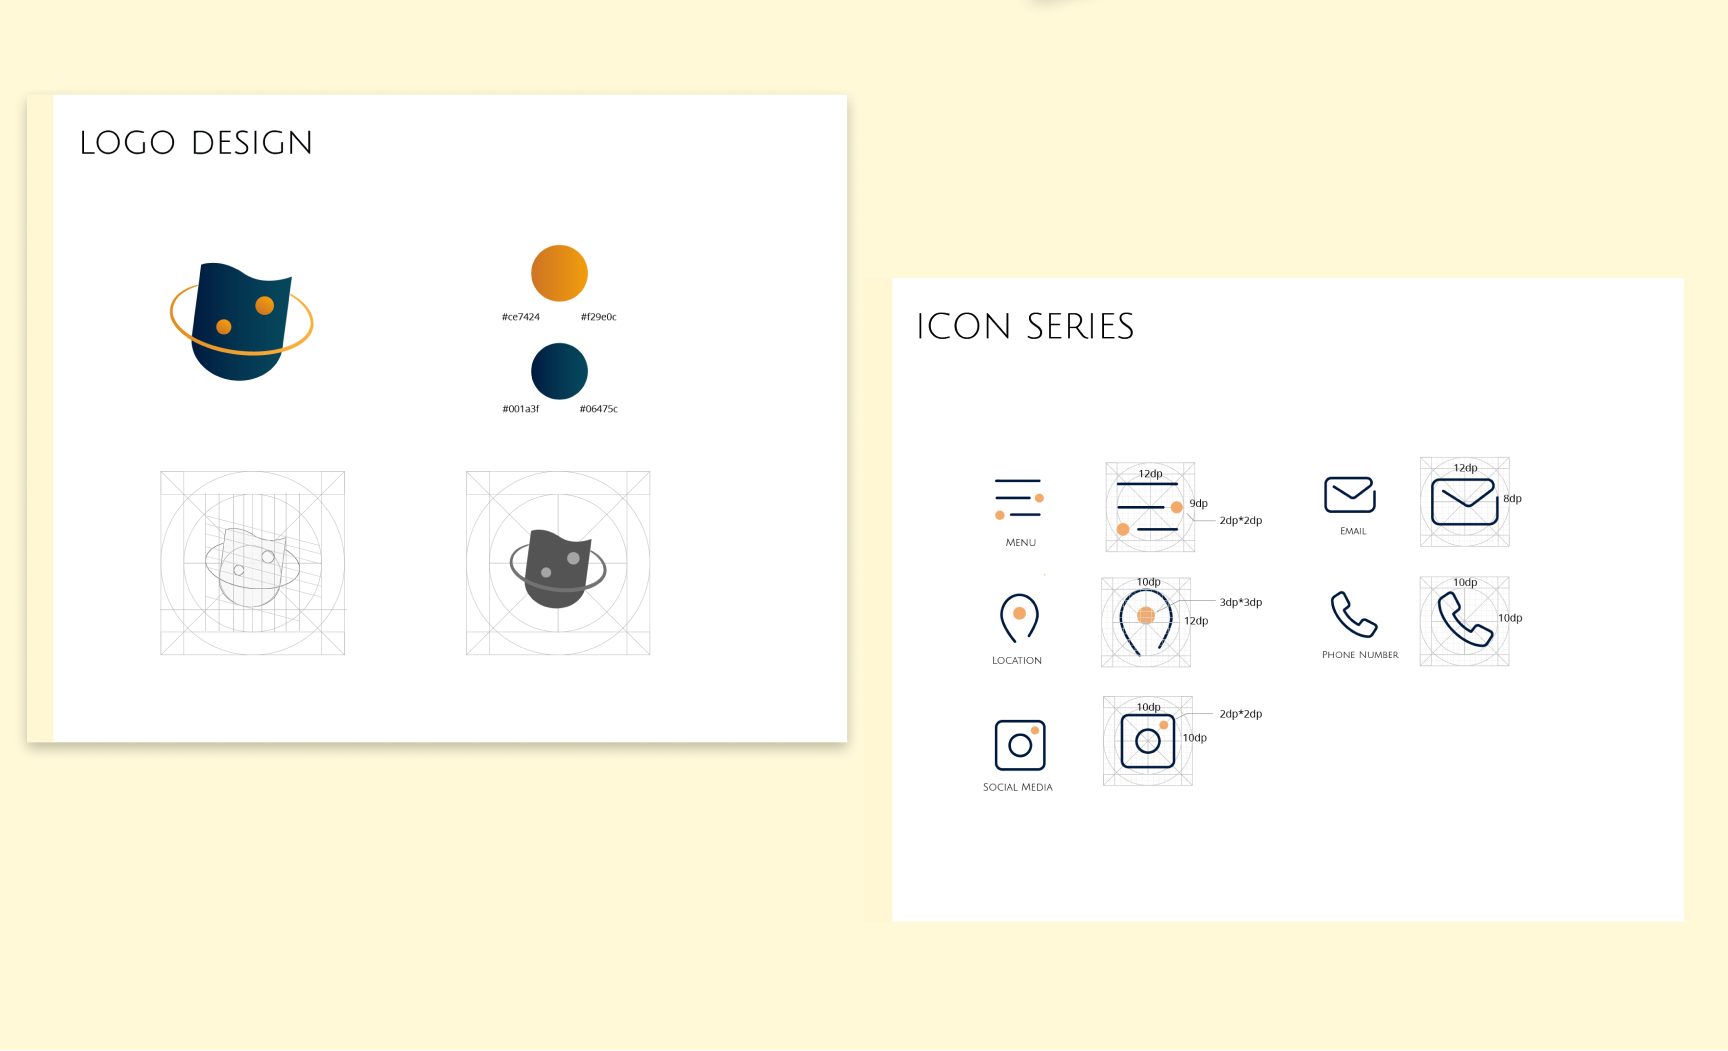 LOGO DESIGN
#ce7424
#f29e0c
#001a3f
#06475c
ICON SERIES
12dp
9dp
2dp*2dp
Menu
12dp
8dp
Email
10dp
3dp*3dp
12dp
Location
10dp
10dp
Phone Number
10dp
2dp*2dp
10dp
Social Media